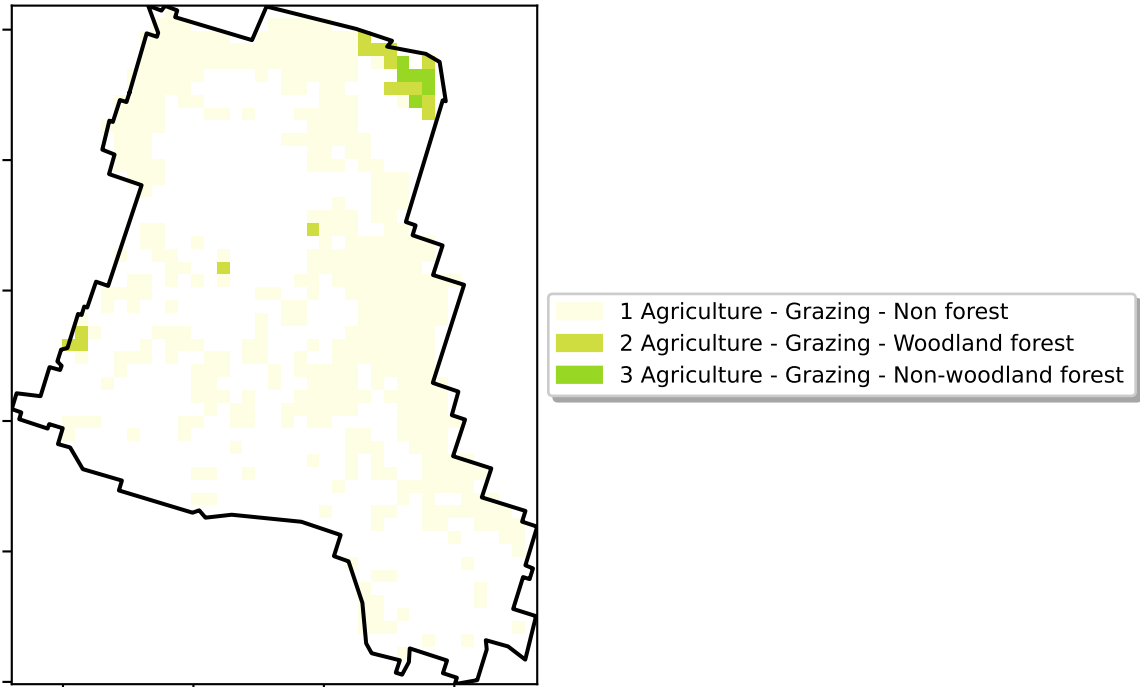 1 Agriculture - Grazing - Non forest
2 Agriculture - Grazing - Woodland forest
3 Agriculture - Grazing - Non-woodland forest